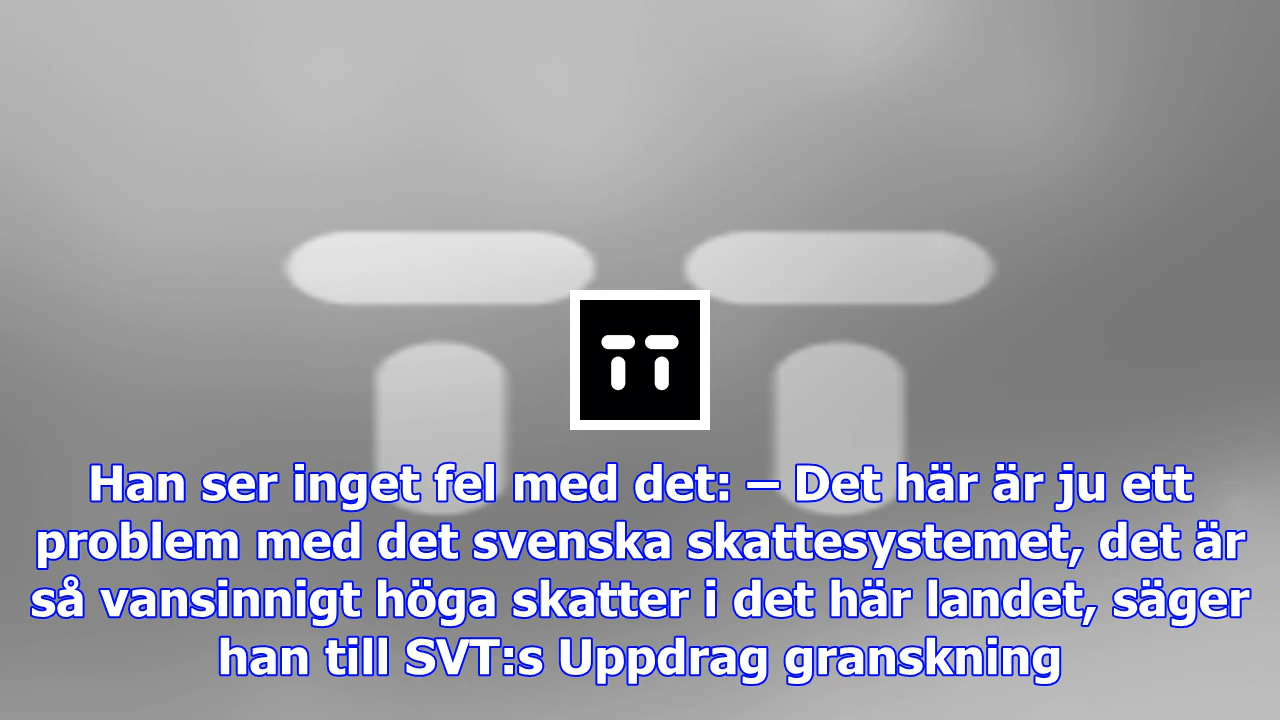 Han ser inget fel med det: – Det här är ju ett
problem med det svenska skattesystemet, det är
så vansinnigt höga skatter i det här landet, säger
han till SVT:s Uppdrag granskning